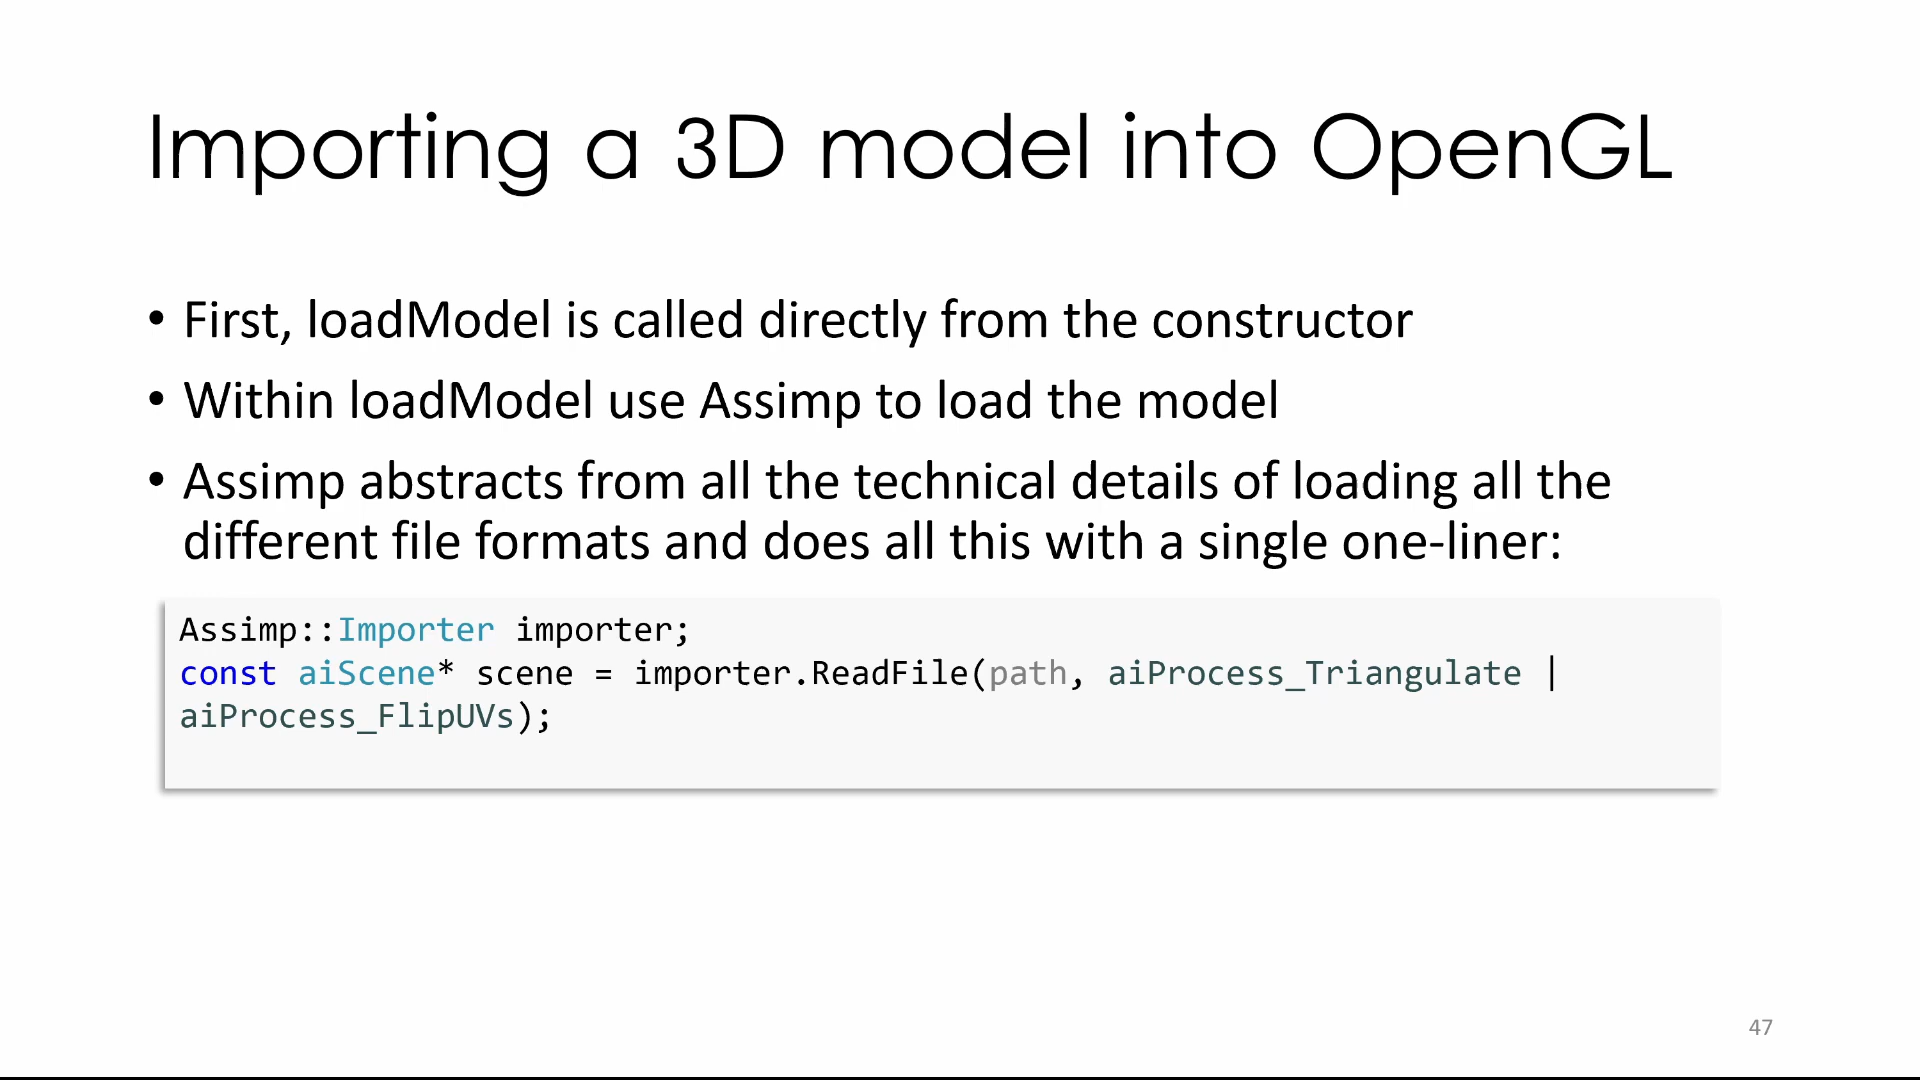 Importing a 3D model into OpenGL
• First, loadModel is called directly from the constructor
• Within loadModel use Assimp to load the model
• Assimp abstracts from all the technical details of loading all the
different file formats and does all this with a single one-liner:
Assimp::Importer importer;
const aiScene* scene = importer.ReadFile(path, aiProcess_Triangulate |
aiProcess_FlipUVs);
47